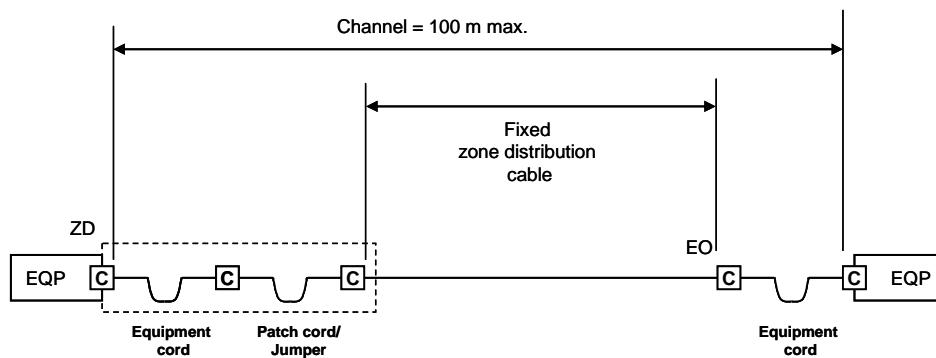 Channel = 100 m max.
Fixed
zone distribution
cable
ZD
EO
EQP
C
C
C
C
C
EQP
Equipment
cord
Patch cord/
Jumper
Equipment
cord